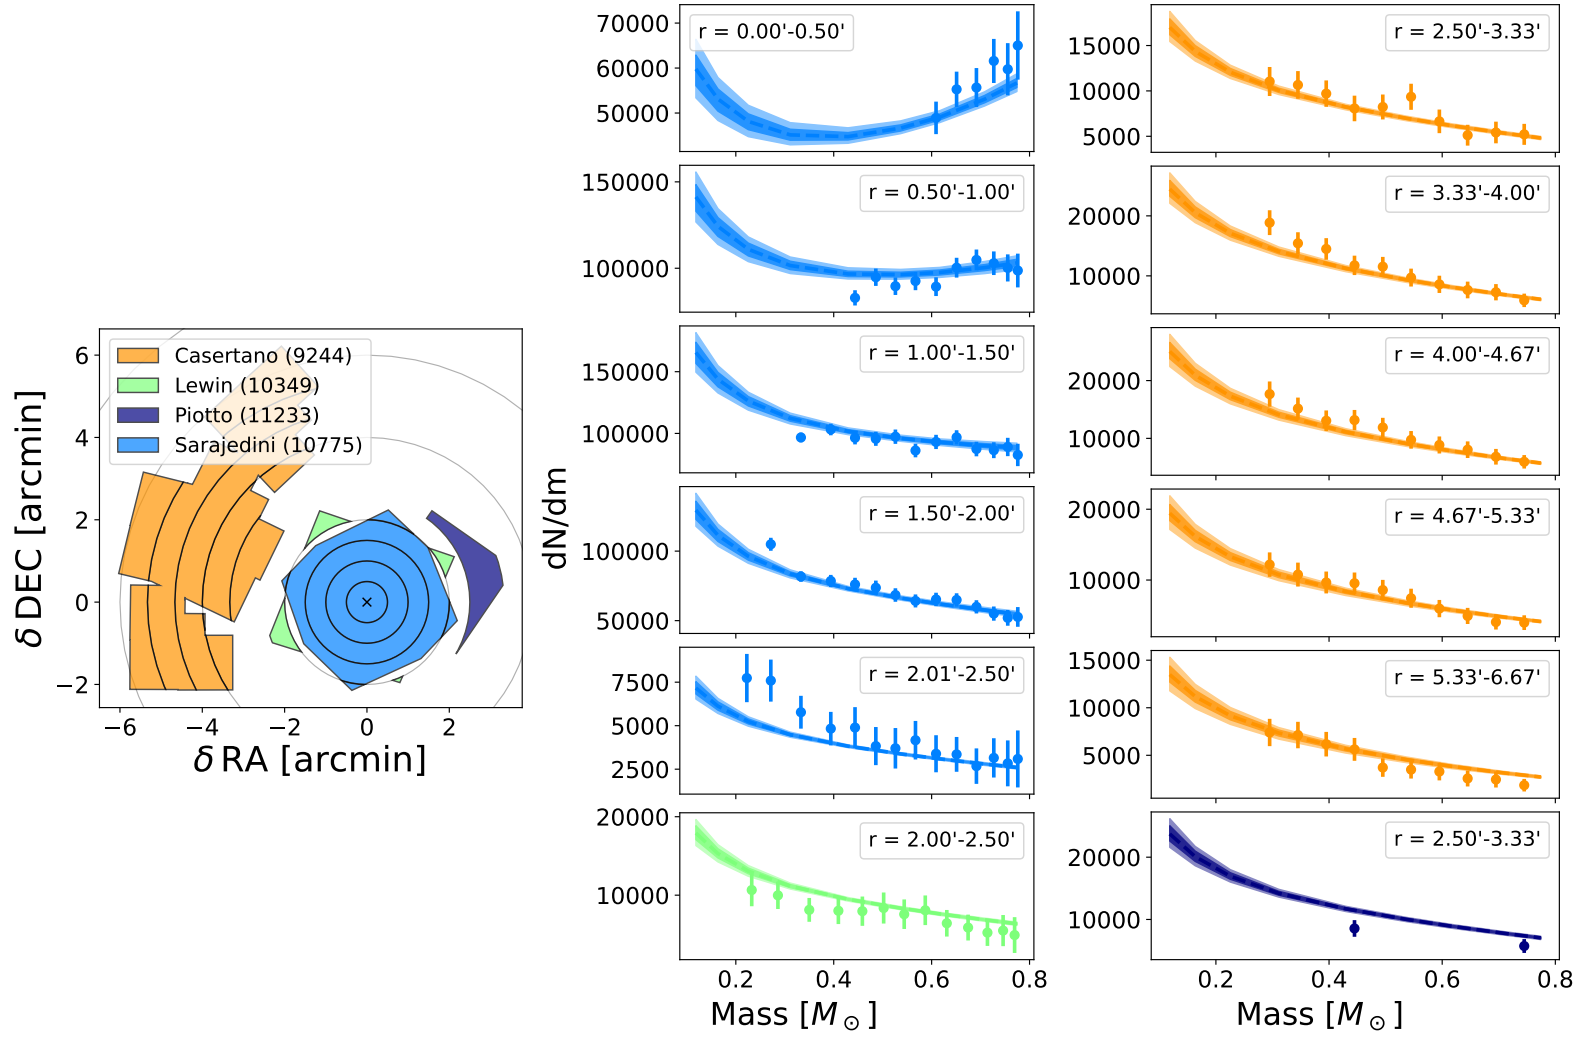 Casertano (9244)
Lewin (10349)
Piotto (11233)
Sarajedini (10775)
6
4
2
0
−2
−6
−4
−2
0
2
δ DEC [arcmin]
δ RA [arcmin]
dN/dm
r = 0.00'-0.50'
70000
60000
50000
r = 0.50'-1.00'
150000
100000
r = 1.00'-1.50'
150000
100000
r = 1.50'-2.00'
100000
50000
r = 2.01'-2.50'
7500
5000
2500
r = 2.00'-2.50'
20000
10000
0.2
0.4
0.6
0.8
Mass [M⊙]
r = 2.50'-3.33'
15000
10000
5000
r = 3.33'-4.00'
20000
10000
r = 4.00'-4.67'
20000
10000
r = 4.67'-5.33'
20000
10000
r = 5.33'-6.67'
15000
10000
5000
r = 2.50'-3.33'
20000
10000
0.2
0.4
0.6
0.8
Mass [M⊙]